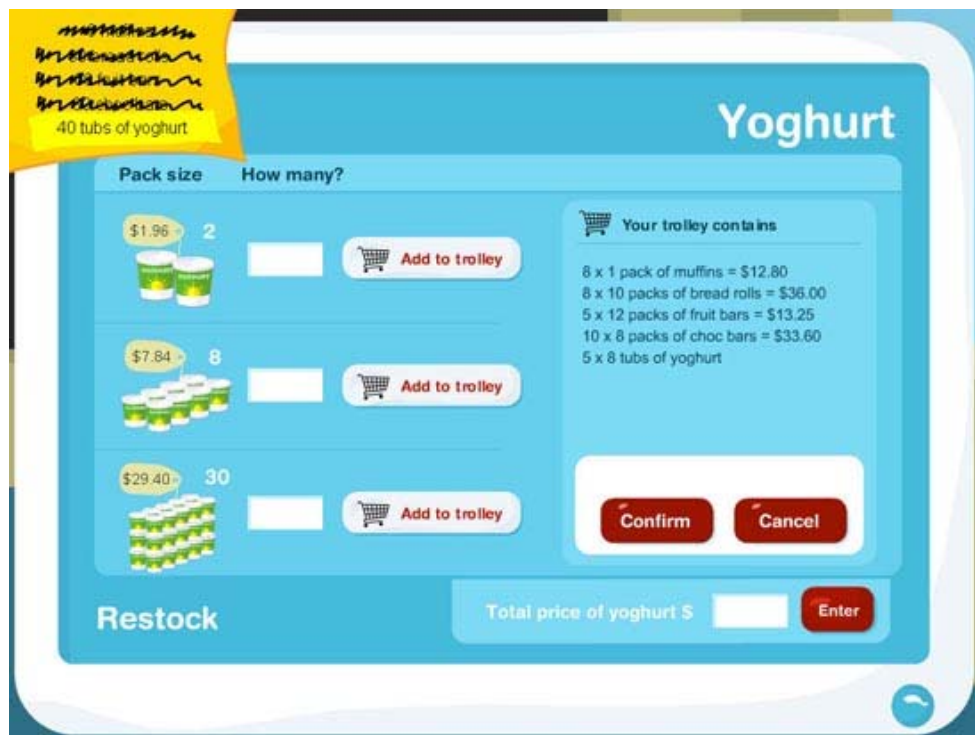 40 tubs of yoghurt
Yoghurt
Pack size How many?
$1.96 2
Add to trolley
$7.84 8
Add to trolley
$29.40 30
Add to trolley
Your trolley contains
8 x 1 pack of muffins = $12.80
8 x 10 packs of bread rolls = $36.00
5 x 12 packs of fruit bars = $13.25
10 x 8 packs of choc bars = $33.60
5 x 8 tubs of yoghurt
Confirm Cancel
Restock
Total price of yoghurt $ Enter